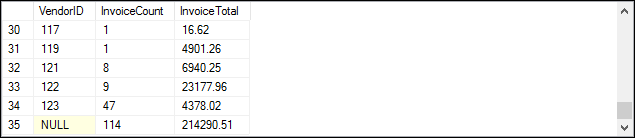 VendorID InvoiceCount InvoiceTotal
30 117 1 16.62
31 119 1 4901.26
32 121 8 6940.25
33 122 9 23177.96
34 123 47 4378.02
35 NULL 114 214290.51